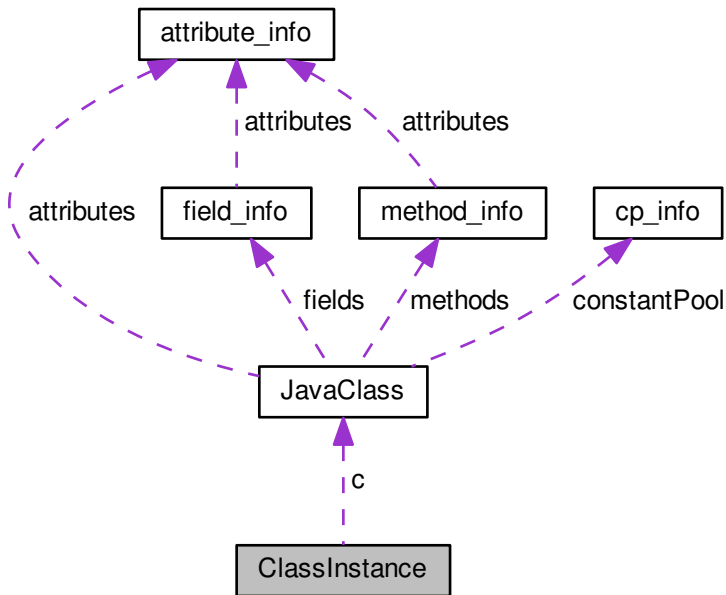 attribute_info
attributes
attributes
attributes
field_info
method_info
cp_info
fields
methods
constantPool
JavaClass
c
ClassInstance